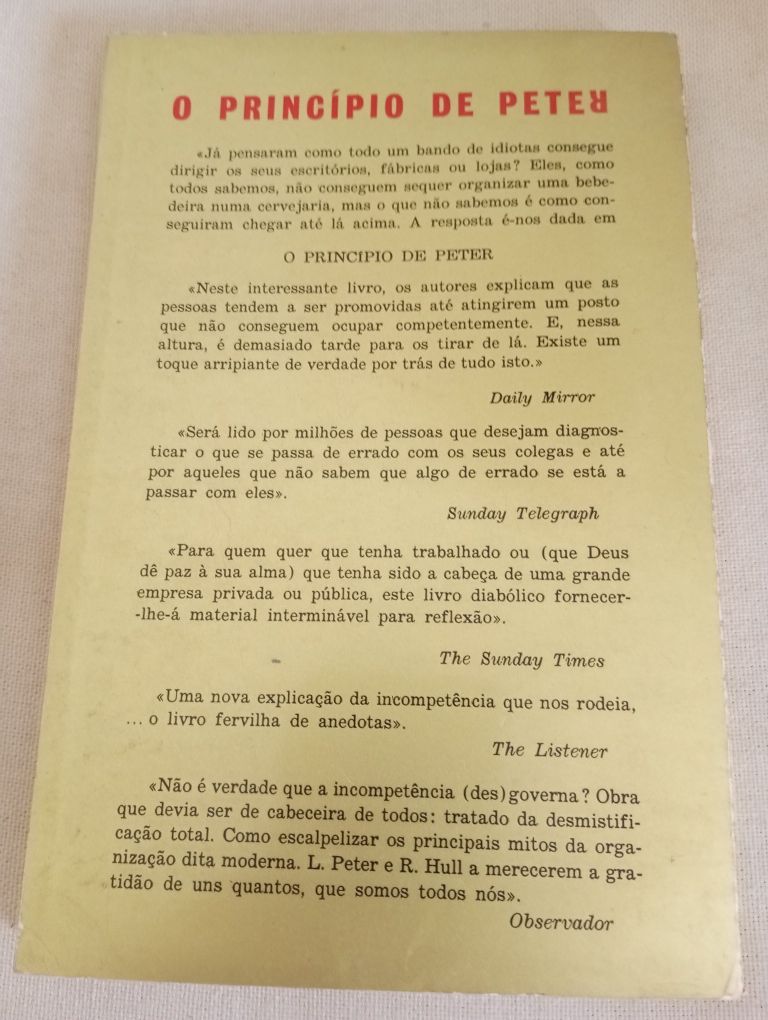 O PRINCÍPIO DE PETER
«Já pensaram como todo um bando de idiotas consegue
dirigir os seus escritórios, fábricas ou lojas? Eles, como
todos sabemos, não conseguem sequer organizar uma bebe-
deira numa cervejaria, mas o que não sabemos é como con-
seguiram chegar até lá acima. A resposta é-nos dada em
O PRINCÍPIO DE PETER
«Neste interessante livro, os autores explicam que as
pessoas tendem a ser promovidas até atingirem um posto
que não conseguem ocupar competentemente. E, nessa
altura, é demasiado tarde para os tirar de lá. Existe um
toque arripiante de verdade por trás de tudo isto.»
Daily Mirror
«Será lido por milhões de pessoas que desejam diagnos-
ticar o que se passa de errado com os seus colegas e até
por aqueles que não sabem que algo de errado se está a
passar com eles».
Sunday Telegraph
«Para quem quer que tenha trabalhado ou (que Deus
dê paz à sua alma) que tenha sido a cabeça de uma grande
empresa privada ou pública, este livro diabólico fornecer-
-lhe-á material interminável para reflexão».
The Sunday Times
«Uma nova explicação da incompetência que nos rodeia,
... o livro fervilha de anedotas».
The Listener
«Não é verdade que a incompetência (des)governa? Obra
que devia ser de cabeceira de todos: tratado da desmistifi-
cação total. Como escalpelizar os principais mitos da orga-
nização dita moderna. L. Peter e R. Hull a merecerem a gra-
tidão de uns quantos, que somos todos nós».
Observador